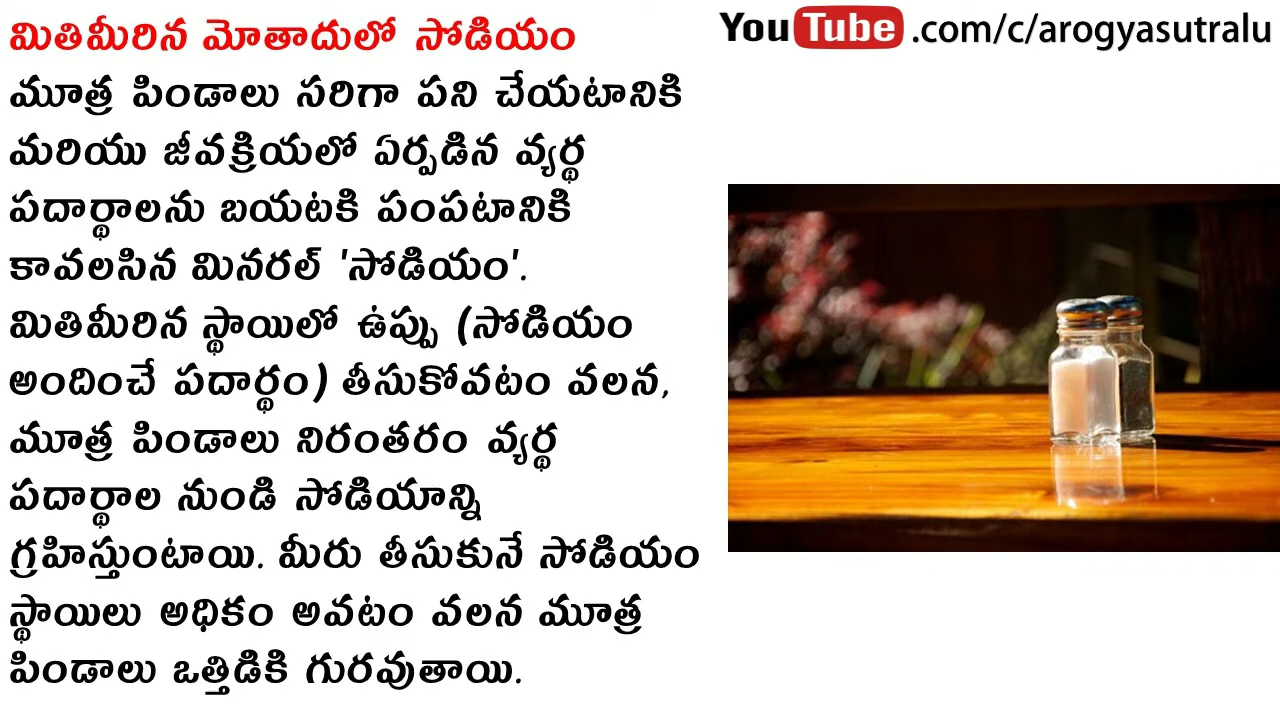 మితిమీరిన మోతాదులో సోడియం
YouTube.com/c/arogyasutralu
మూత్ర పిండాలు సరిగా పని చేయటానికి
మరియు జీవక్రియలో ఏర్పడిన వ్యర్థ
పదార్థాలను బయటకి పంపటానికి
కావలసిన మినరల్ 'సోడియం'.
మితిమీరిన స్థాయిలో ఉప్పు (సోడియం
అందించే పదార్థం) తీసుకోవటం వలన,
మూత్ర పిండాలు నిరంతరం వ్యర్థ
పదార్థాల నుండి సోడియాన్ని
గ్రహిస్తుంటాయి. మీరు తీసుకునే సోడియం
స్థాయిలు అధికం అవటం వలన మూత్ర
పిండాలు ఒత్తిడికి గురవుతాయి.